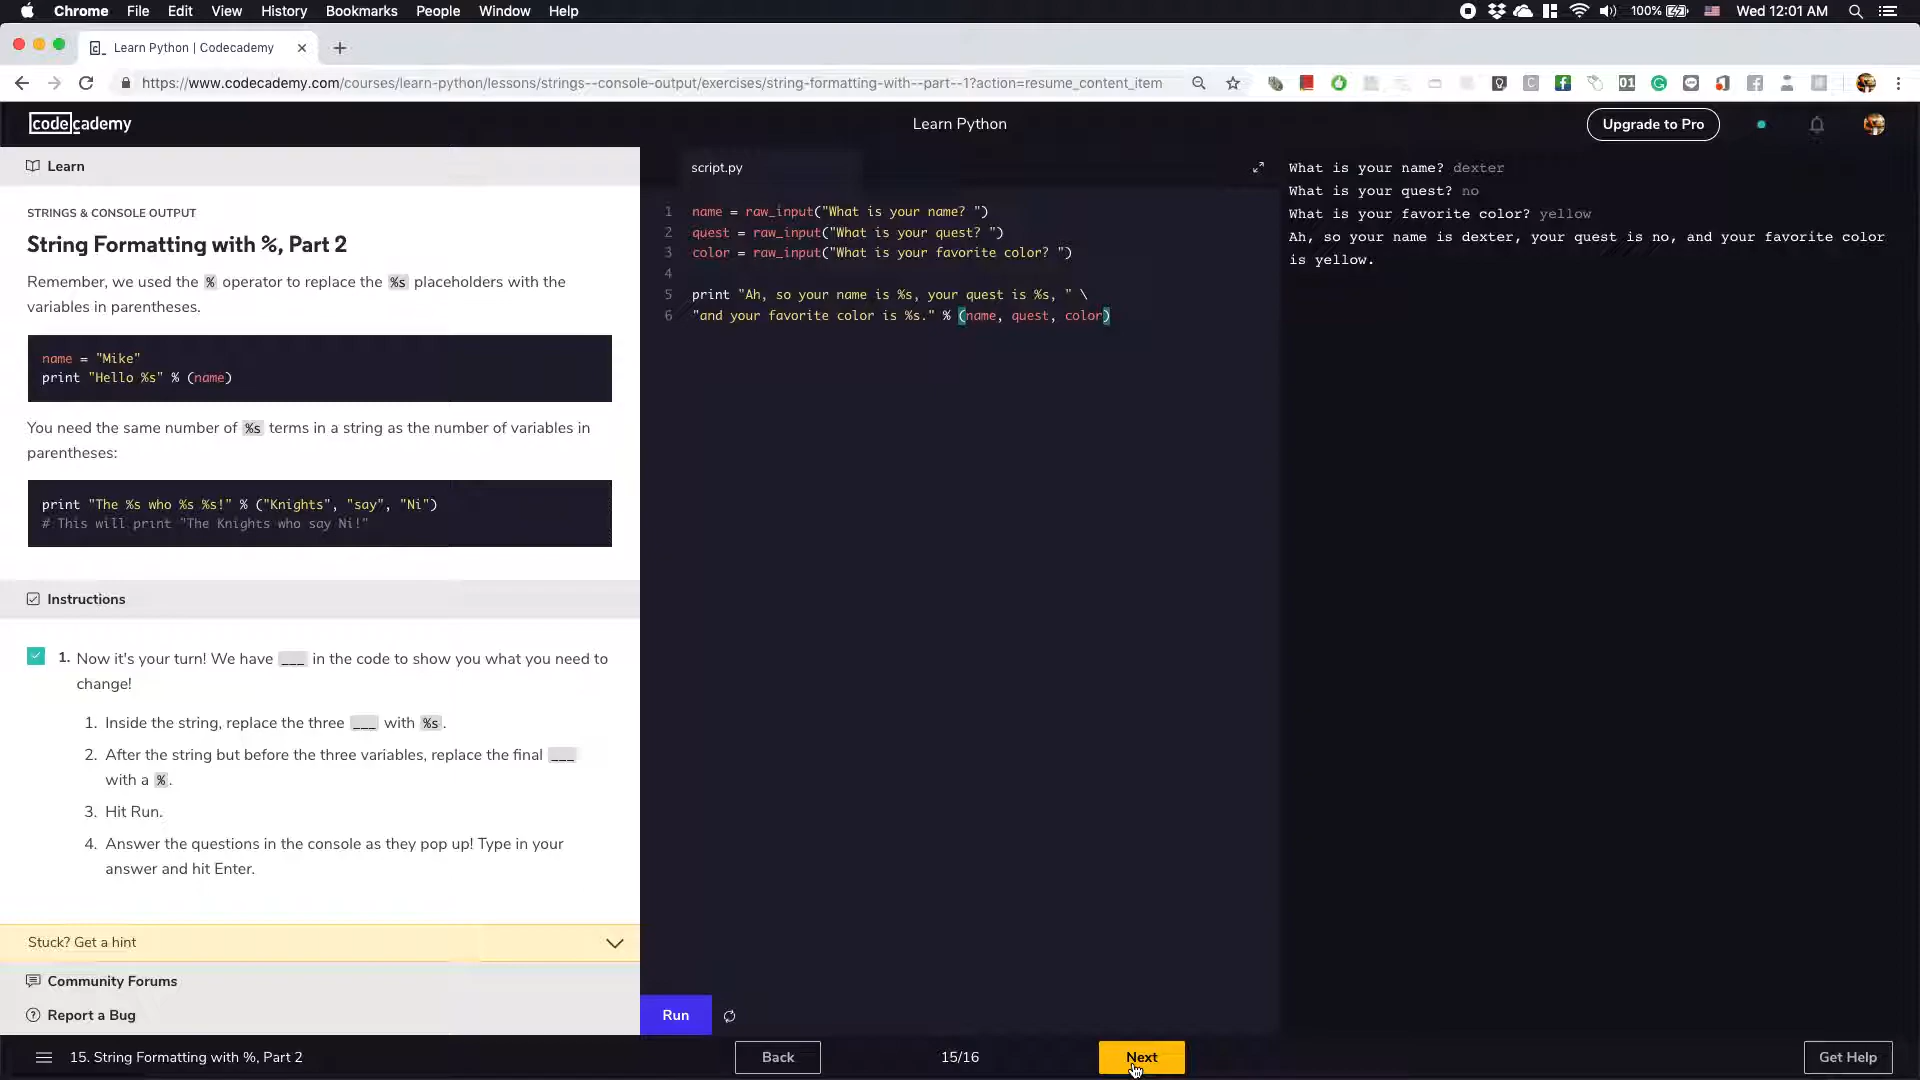 Chrome File Edit View History Bookmarks People Window Help 100% Wed 12:01 AM
Learn Python | Codecademy
https://www.codecademy.com/courses/learn-python/lessons/strings--console-output/exercises/string-formatting-with--part--1?action=resume_content_item
codecademy Learn Python Upgrade to Pro
Learn
STRINGS & CONSOLE OUTPUT
String Formatting with %, Part 2
Remember, we used the % operator to replace the %s placeholders with the
variables in parentheses.
name = "Mike"
print "Hello %s" % (name)
You need the same number of %s terms in a string as the number of variables in
parentheses:
print "The %s who %s %s!" % ("Knights", "say", "Ni")
# This will print "The Knights who say Ni!"
Instructions
1. Now it's your turn! We have ___ in the code to show you what you need to
change!
1. Inside the string, replace the three ___ with %s.
2. After the string but before the three variables, replace the final ___
with a %.
3. Hit Run.
4. Answer the questions in the console as they pop up! Type in your
answer and hit Enter.
Stuck? Get a hint
Community Forums
Report a Bug
script.py
1 name = raw_input("What is your name? ")
2 quest = raw_input("What is your quest? ")
3 color = raw_input("What is your favorite color? ")
4
5 print "Ah, so your name is %s, your quest is %s, " \
6 "and your favorite color is %s." % (name, quest, color)
Run
What is your name? dexter
What is your quest? no
What is your favorite color? yellow
Ah, so your name is dexter, your quest is no, and your favorite color
is yellow.
15. String Formatting with %, Part 2 Back 15/16 Next Get Help